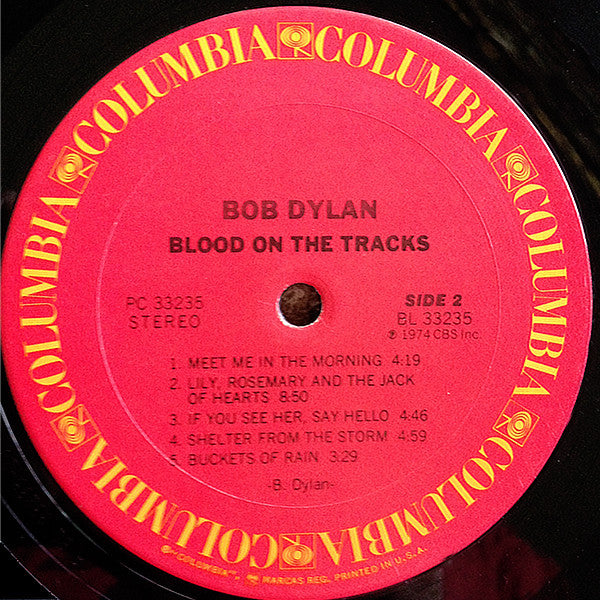 COLUMBIA COLUMBIA COLUMBIA COLUMBIA COLUMBIA COLUMBIA COLUMBIA
BOB DYLAN
BLOOD ON THE TRACKS
PC 33235
STEREO
SIDE 2
BL 33235
℗ 1974 CBS Inc.
1. MEET ME IN THE MORNING 4:19
2. LILY, ROSEMARY AND THE JACK
OF HEARTS 8:50
3. IF YOU SEE HER, SAY HELLO 4:46
4. SHELTER FROM THE STORM 4:59
5. BUCKETS OF RAIN 3:29
-B. Dylan-
® "COLUMBIA", MARCAS REG. PRINTED IN U.S.A.